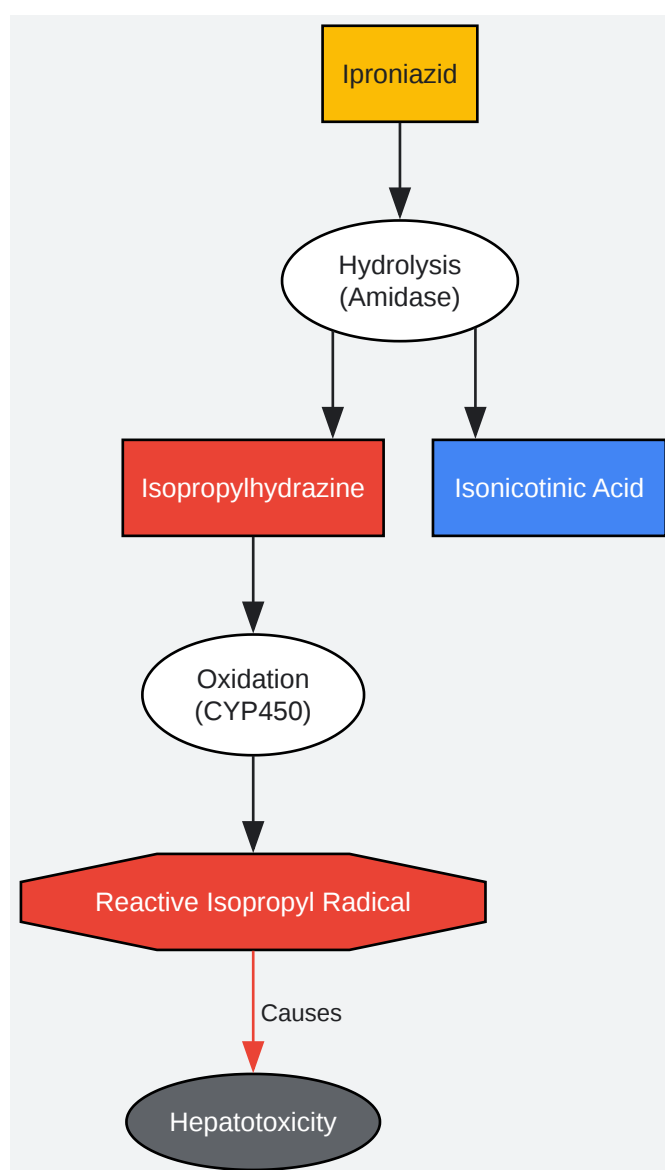 Iproniazid
Hydrolysis
(Amidase)
Isopropylhydrazine
Isonicotinic Acid
Oxidation
(CYP450)
Reactive Isopropyl Radical
Causes
Hepatotoxicity